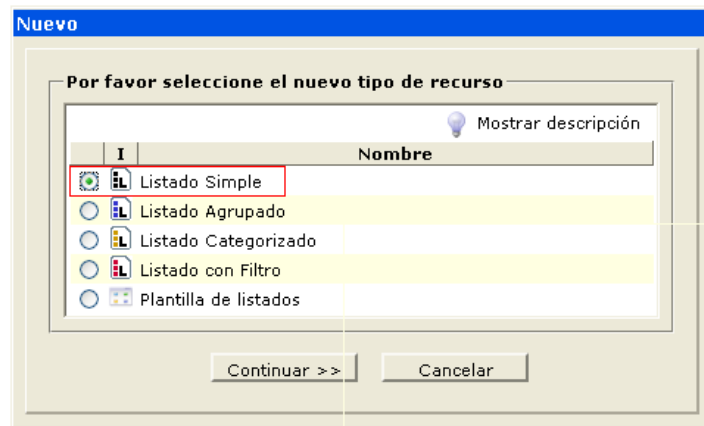 Nuevo
Por favor seleccione el nuevo tipo de recurso
Mostrar descripción
I Nombre
L Listado Simple
L Listado Agrupado
L Listado Categorizado
L Listado con Filtro
Plantilla de listados
Continuar >> Cancelar